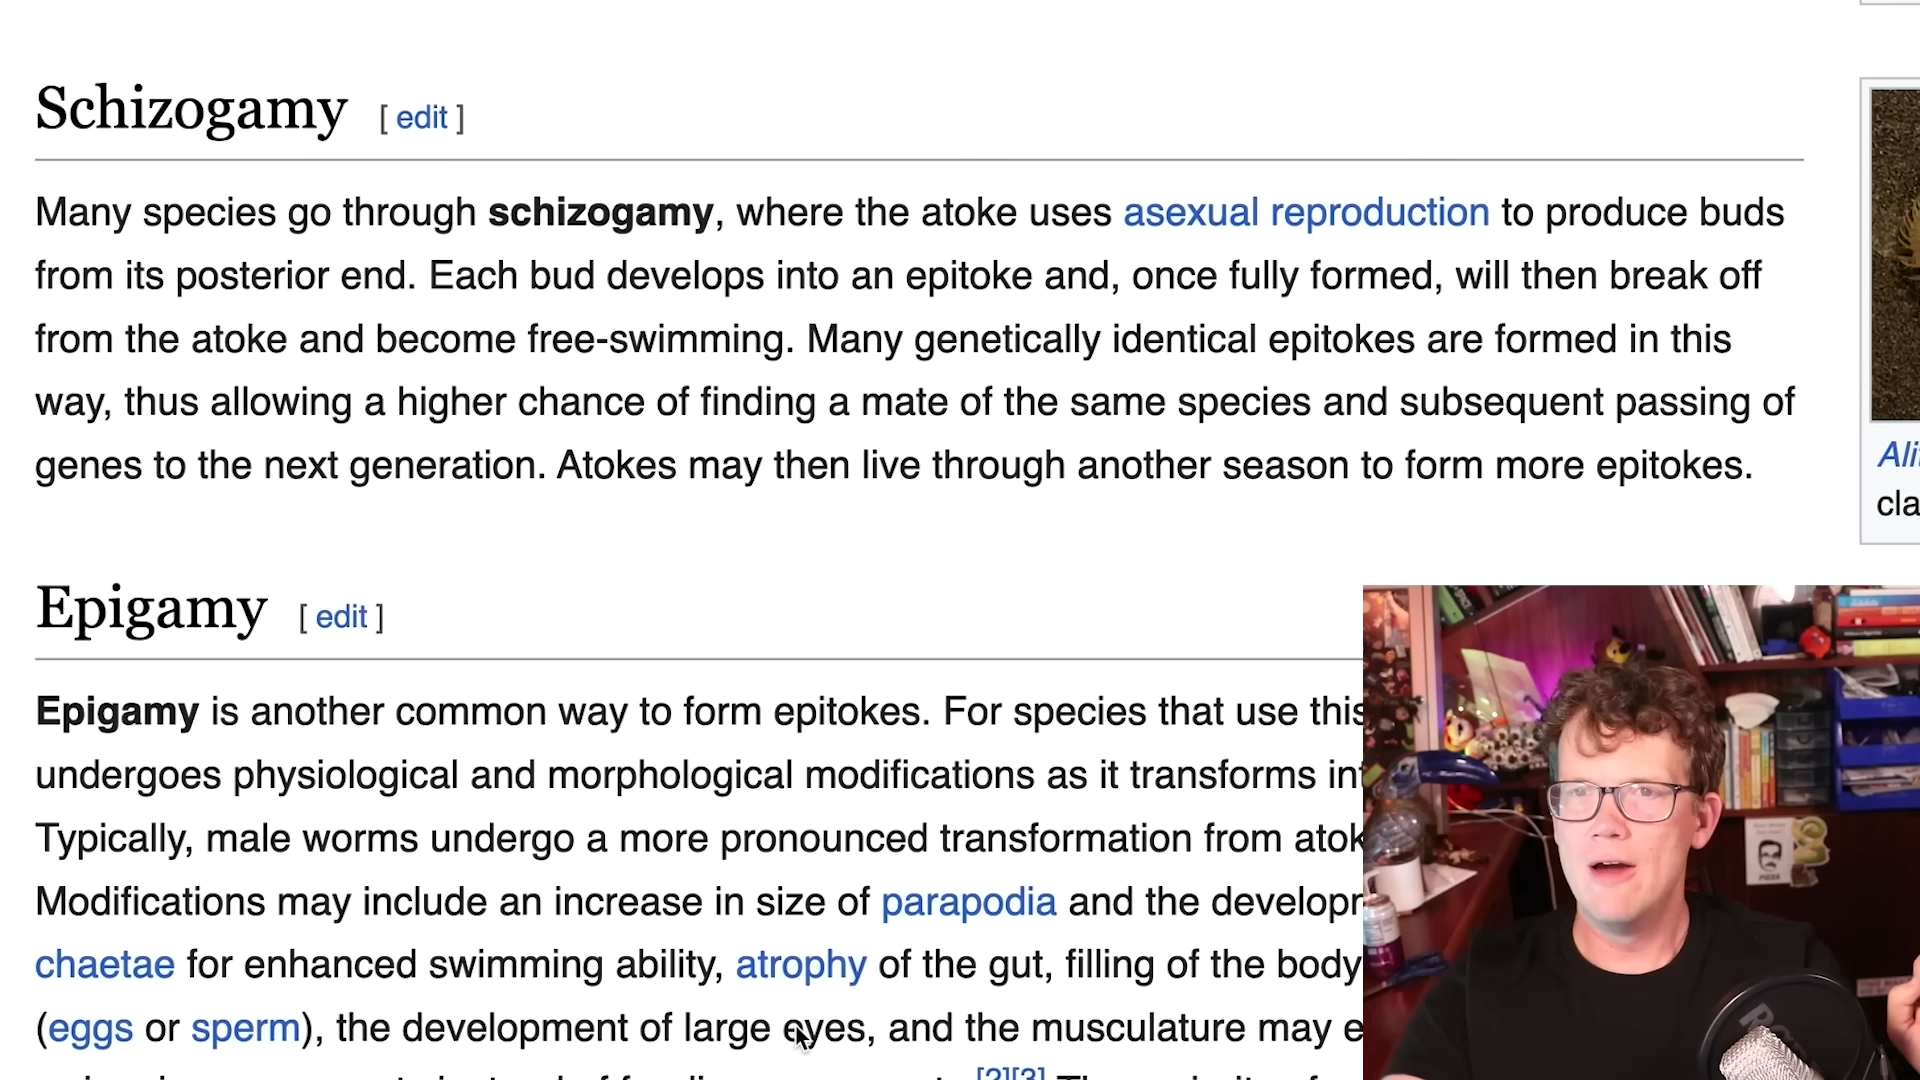 Schizogamy [ edit ]
Many species go through schizogamy, where the atoke uses asexual reproduction to produce buds
from its posterior end. Each bud develops into an epitoke and, once fully formed, will then break off
from the atoke and become free-swimming. Many genetically identical epitokes are formed in this
way, thus allowing a higher chance of finding a mate of the same species and subsequent passing of
genes to the next generation. Atokes may then live through another season to form more epitokes.
Ali
cla
Epigamy [ edit ]
Epigamy is another common way to form epitokes. For species that use this
undergoes physiological and morphological modifications as it transforms in
Typically, male worms undergo a more pronounced transformation from atok
Modifications may include an increase in size of parapodia and the develop
chaetae for enhanced swimming ability, atrophy of the gut, filling of the body
(eggs or sperm), the development of large eyes, and the musculature may e
[2][3]